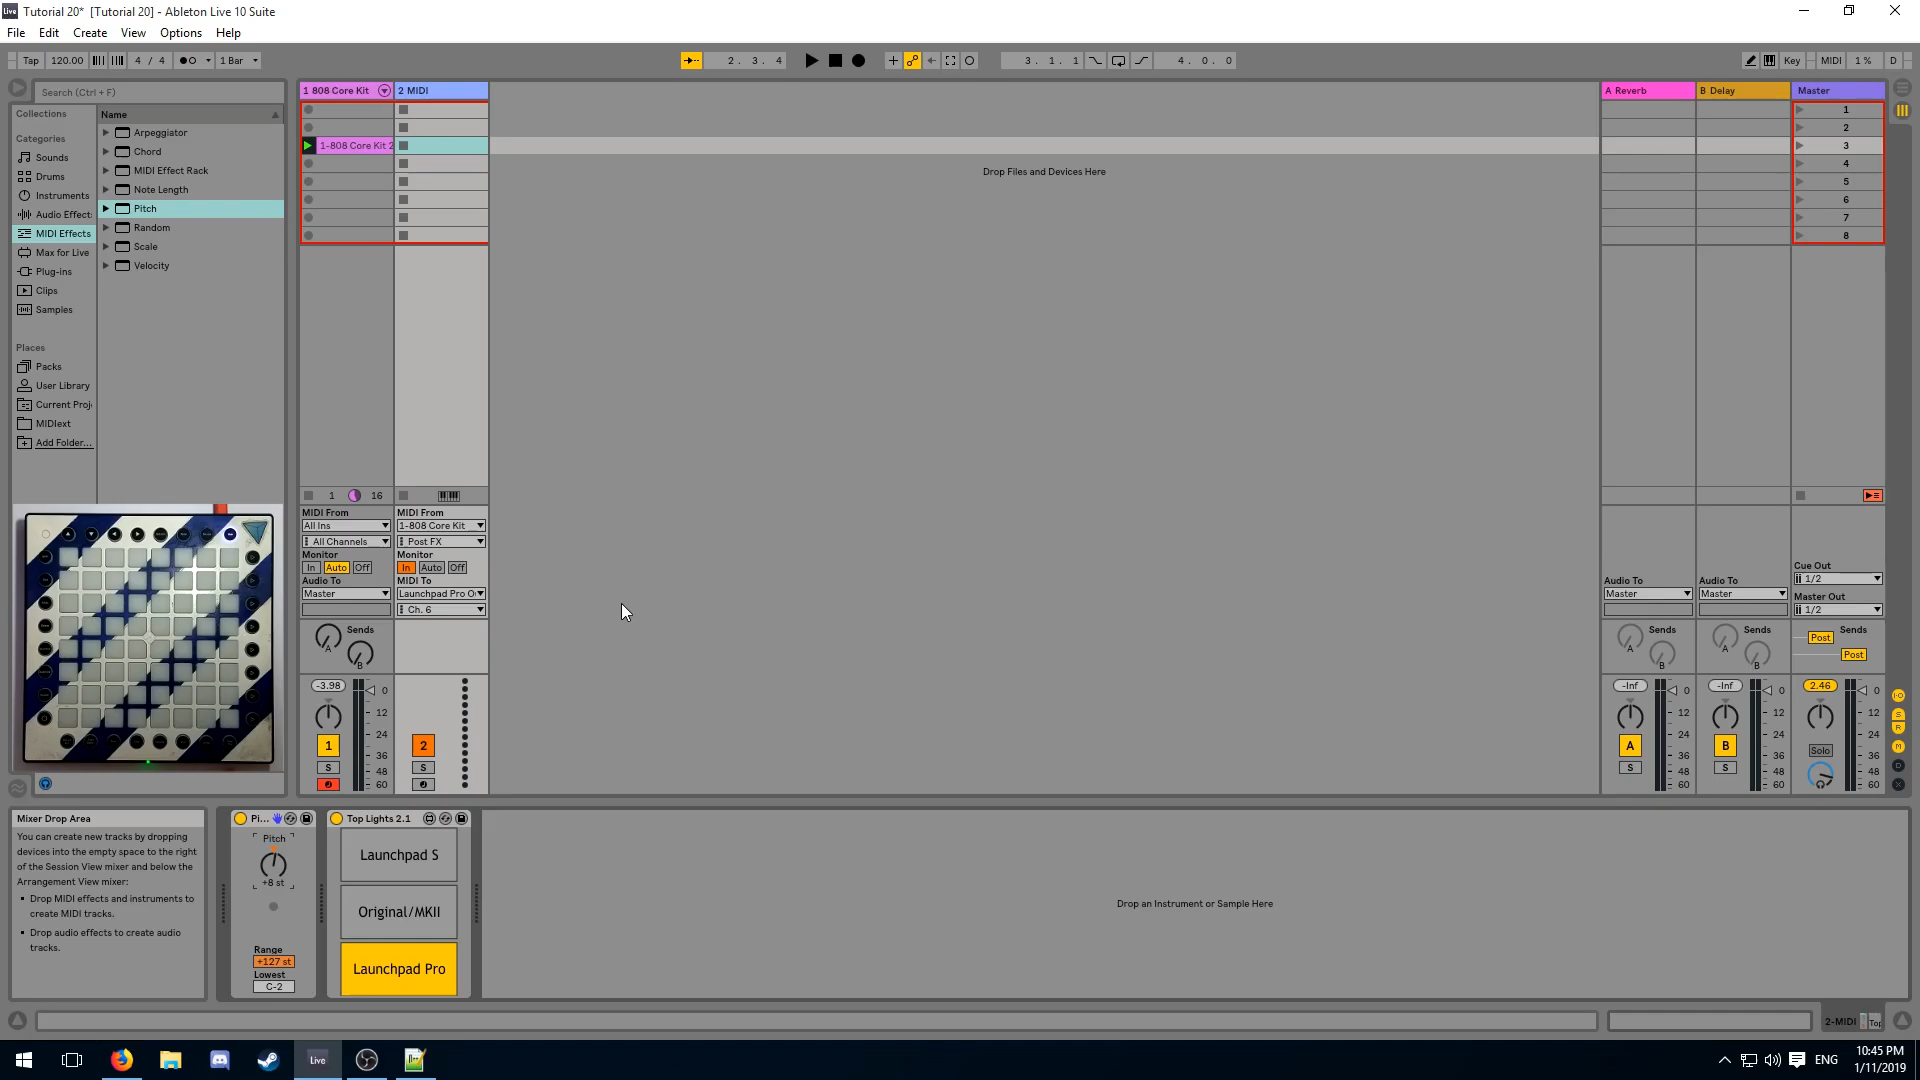 Live Tutorial 20* [Tutorial 20] - Ableton Live 10 Suite
File Edit Create View Options Help
Tap 120.00 4 / 4 1 Bar 2. 3. 4 3. 1. 1 4. 0. 0 Key MIDI 1 % D
Search (Ctrl + F)
Collections
Categories
Sounds
Drums
Instruments
Audio Effect
MIDI Effects
Max for Live
Plug-ins
Clips
Samples
Places
Packs
User Library
Current Proj
MIDIext
Add Folder...
Name
Arpeggiator
Chord
MIDI Effect Rack
Note Length
Pitch
Random
Scale
Velocity
1 808 Core Kit 2 MIDI
1-808 Core Kit 2
Drop Files and Devices Here
A Reverb B Delay Master
1
2
3
4
5
6
7
8
1 16
MIDI From
All Ins
All Channels
Monitor
In Auto Off
Audio To
Master
MIDI From
1-808 Core Kit
Post FX
Monitor
In Auto Off
MIDI To
Launchpad Pro O
Ch. 6
Audio To
Master
Audio To
Master
Cue Out
1/2
Master Out
1/2
Sends
A
B
-3.98
0
12
24
36
48
60
1
S
2
S
Sends
A
B
-Inf
0
12
24
36
48
60
A
S
Sends
A
B
-Inf
0
12
24
36
48
60
B
S
Sends
Post
Post
2.46
0
12
24
36
48
60
Solo
I·O
S
R
M
D
X
Mixer Drop Area
You can create new tracks by dropping
devices into the empty space to the right
of the Session View mixer and below the
Arrangement View mixer:
Drop MIDI effects and instruments to
create MIDI tracks.
Drop audio effects to create audio
tracks.
Pi...
Pitch
+8 st
Range
+127 st
Lowest
C-2
Top Lights 2.1
Launchpad S
Original/MKII
Launchpad Pro
Drop an Instrument or Sample Here
2-MIDI Top
Live
ENG
10:45 PM
1/11/2019